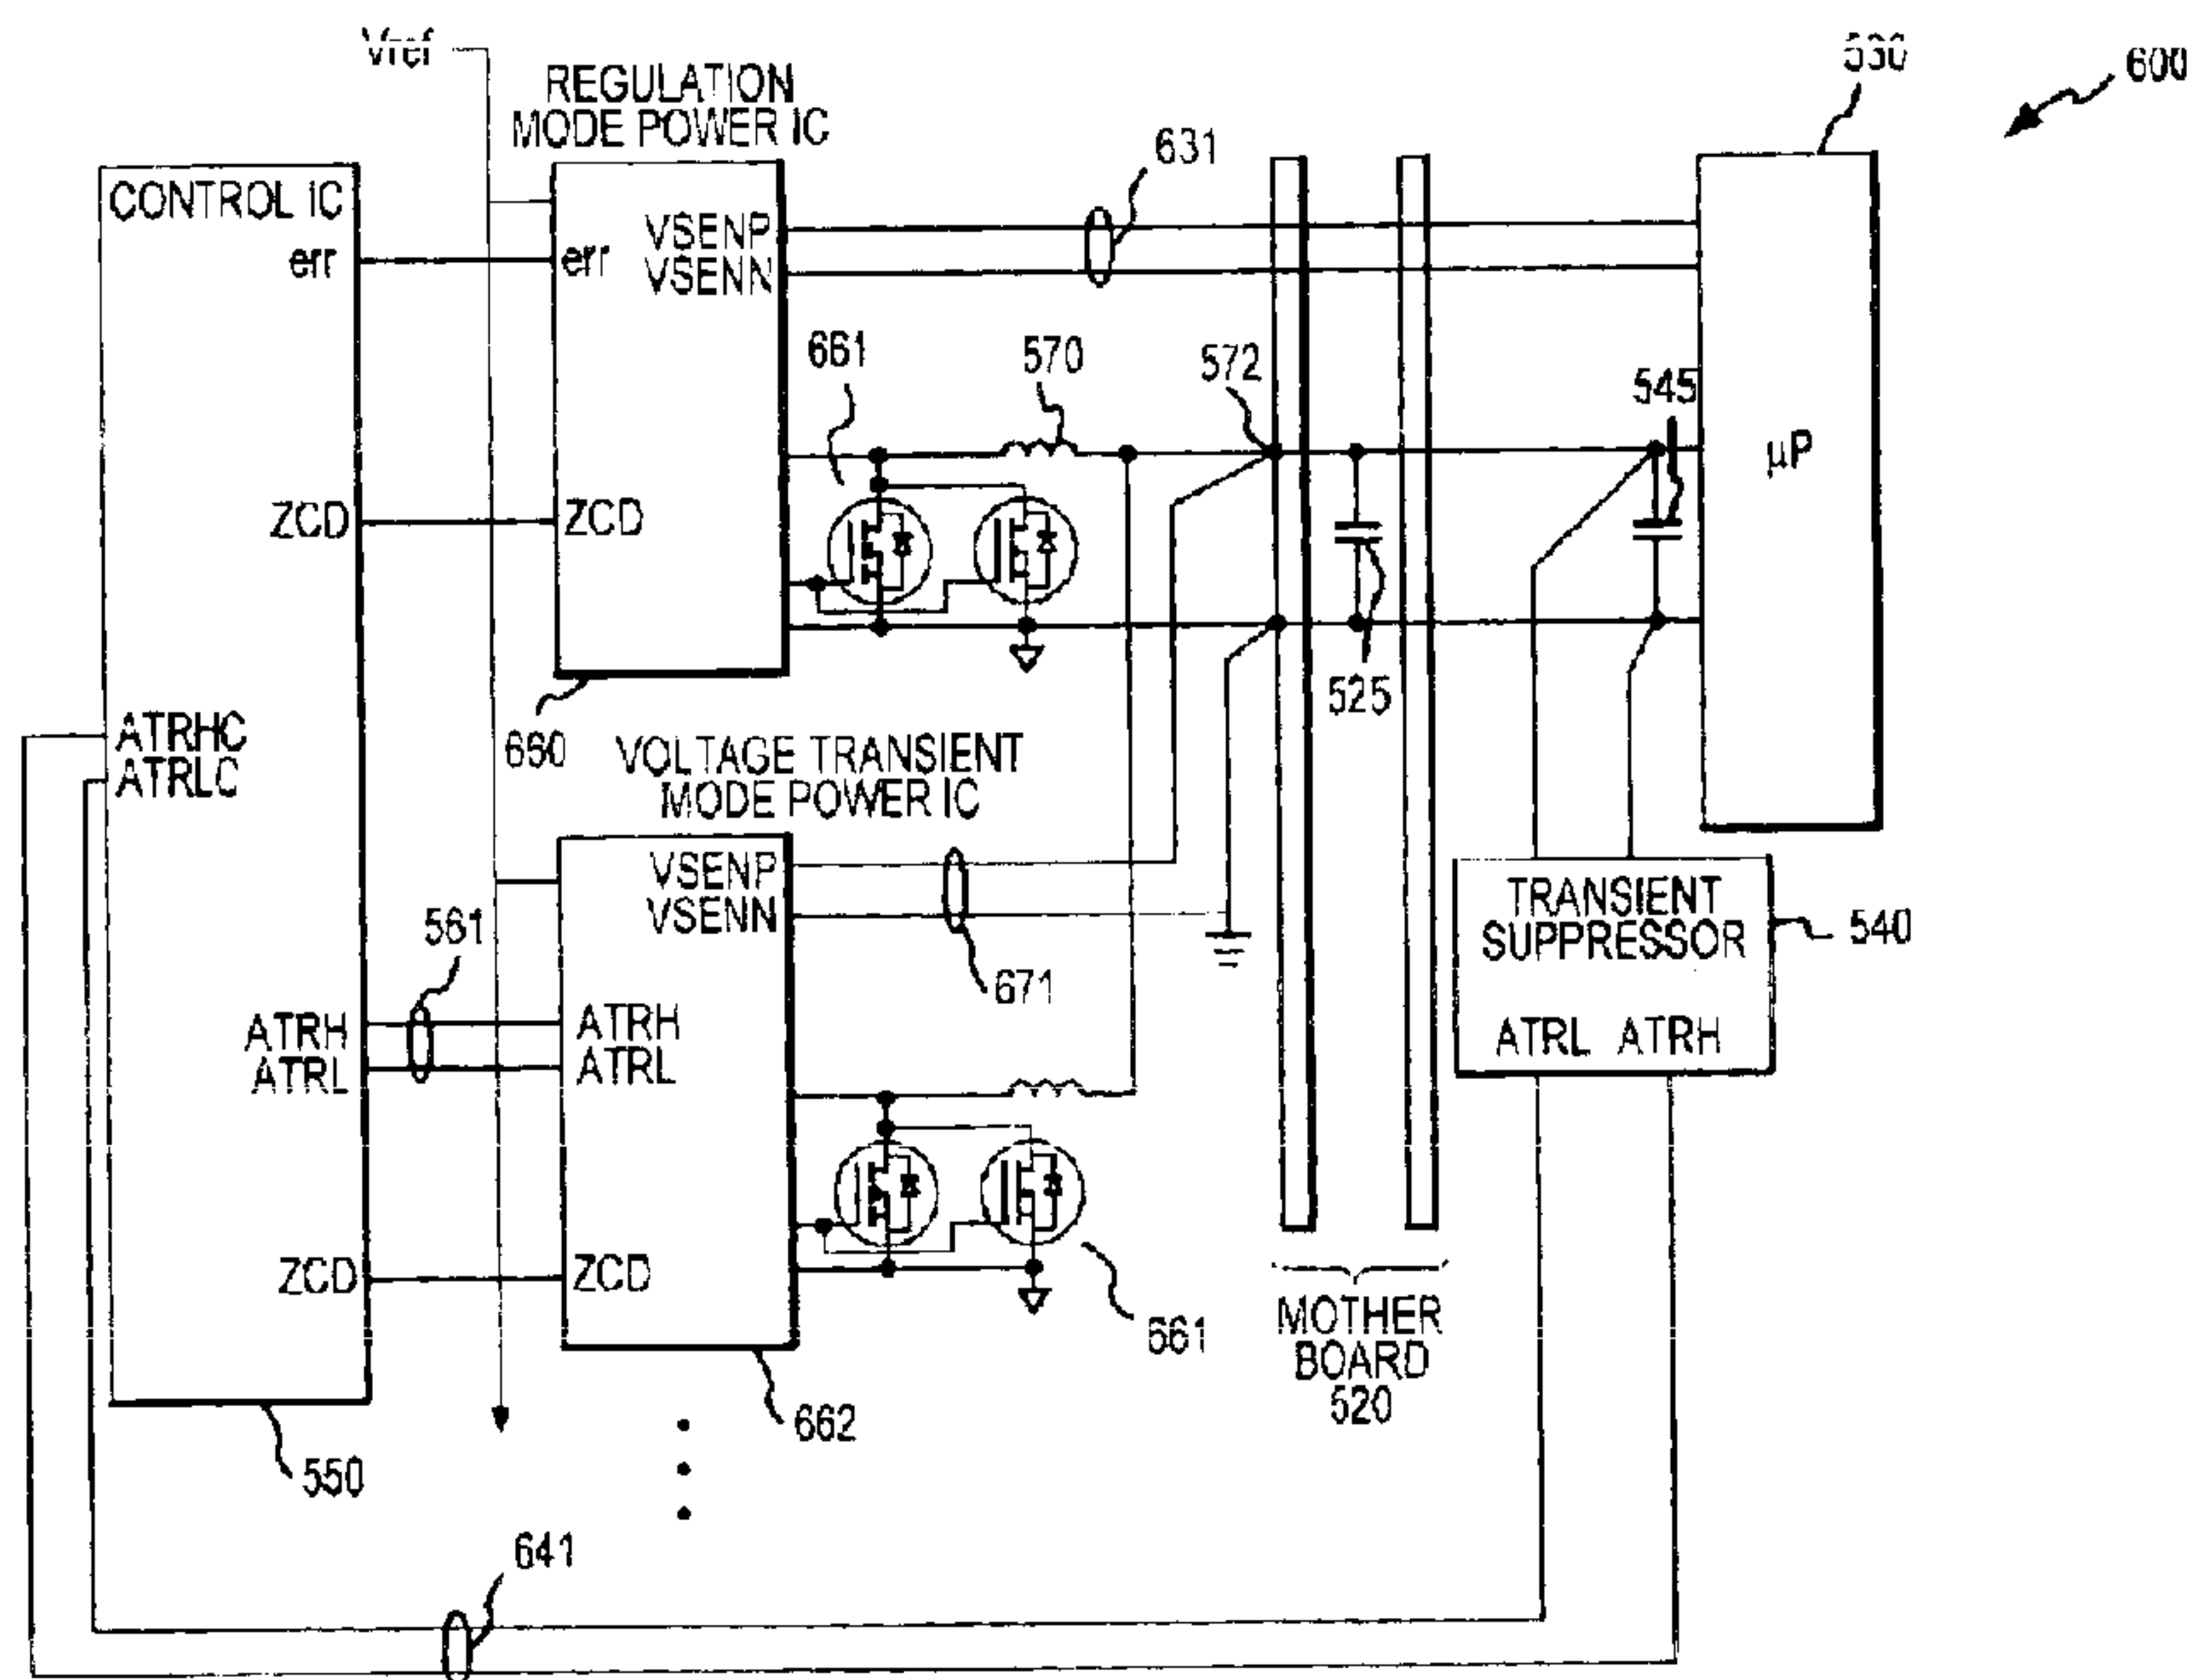 Vref
REGULATION
MODE POWER IC
530
600
631
CONTROL IC
err
err
VSENP
VSENN
661
570
572
545
µP
ZCD
ZCD
525
ATRHC
ATRLC
660
VOLTAGE TRANSIENT
MODE POWER IC
VSENP
VSENN
561
671
TRANSIENT
SUPPRESSOR
540
ATRH
ATRL
ATRH
ATRL
ATRL ATRH
ZCD
ZCD
661
MOTHER
BOARD
520
662
550
641